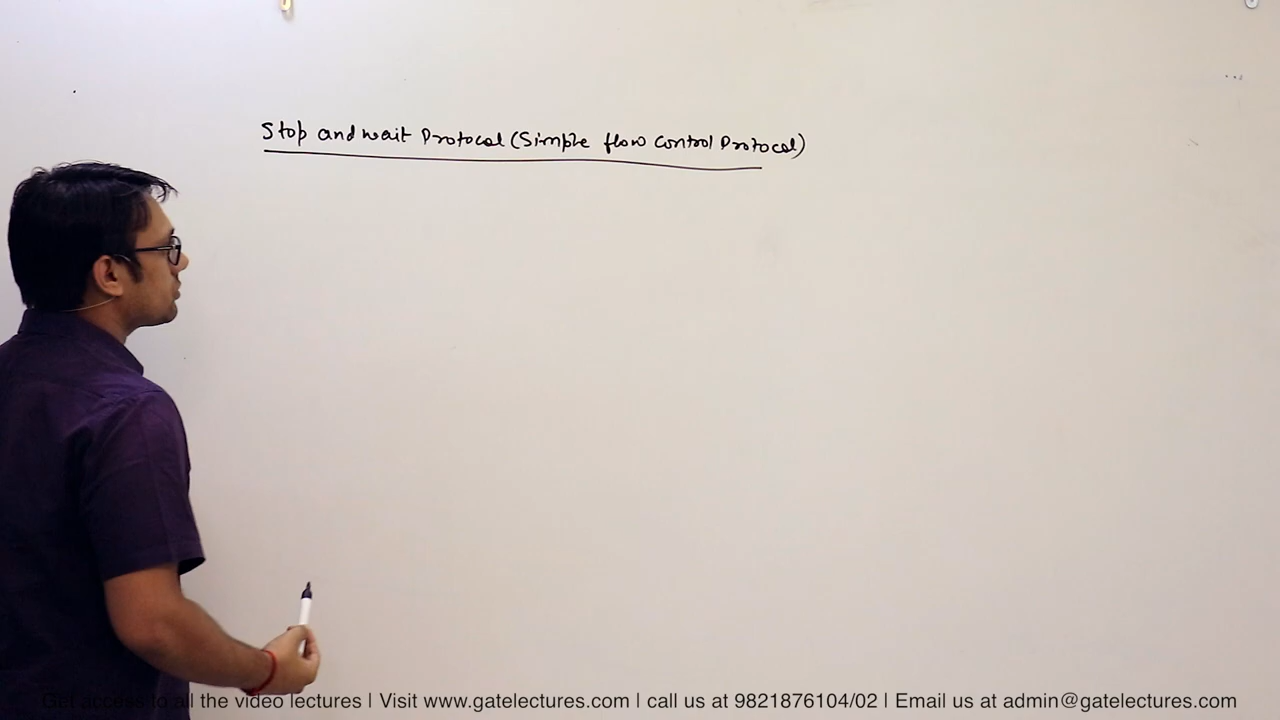 Stop and wait Protocol (Simple flow control Protocol)
Get access to all the video lectures | Visit www.gatelectures.com | call us at 9821876104/02 | Email us at admin@gatelectures.com